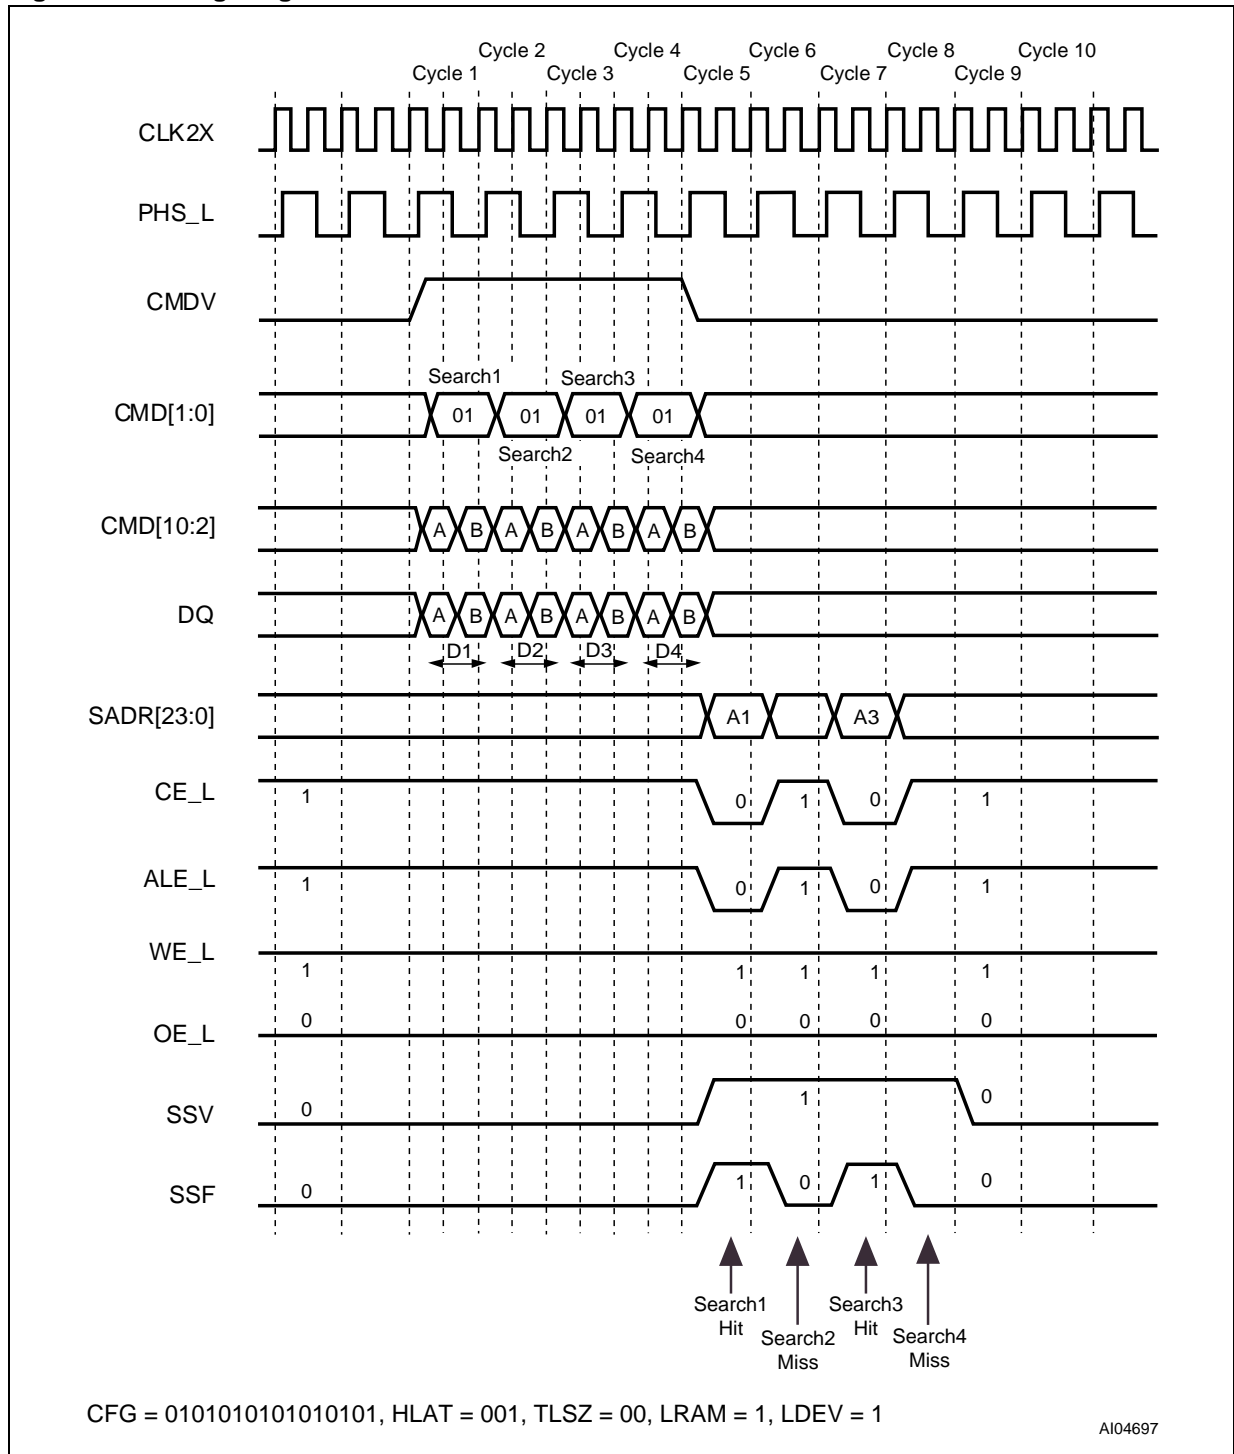 Cycle 2 Cycle 4 Cycle 6 Cycle 8 Cycle 10
Cycle 1 Cycle 3 Cycle 5 Cycle 7 Cycle 9
CLK2X
PHS_L
CMDV
Search1 Search3
CMD[1:0] 01 01 01 01
Search2 Search4
CMD[10:2] A B A B A B A B
DQ A B A B A B A B
D1 D2 D3 D4
SADR[23:0] A1 A3
CE_L 1 0 1 0 1
ALE_L 1 0 1 0 1
WE_L
1 1 1 1 1
OE_L 0 0 0 0 0
SSV 0 1 0
SSF 0 1 0 1 0
Search1 Hit
Search2 Miss
Search3 Hit
Search4 Miss
CFG = 0101010101010101, HLAT = 001, TLSZ = 00, LRAM = 1, LDEV = 1
AI04697